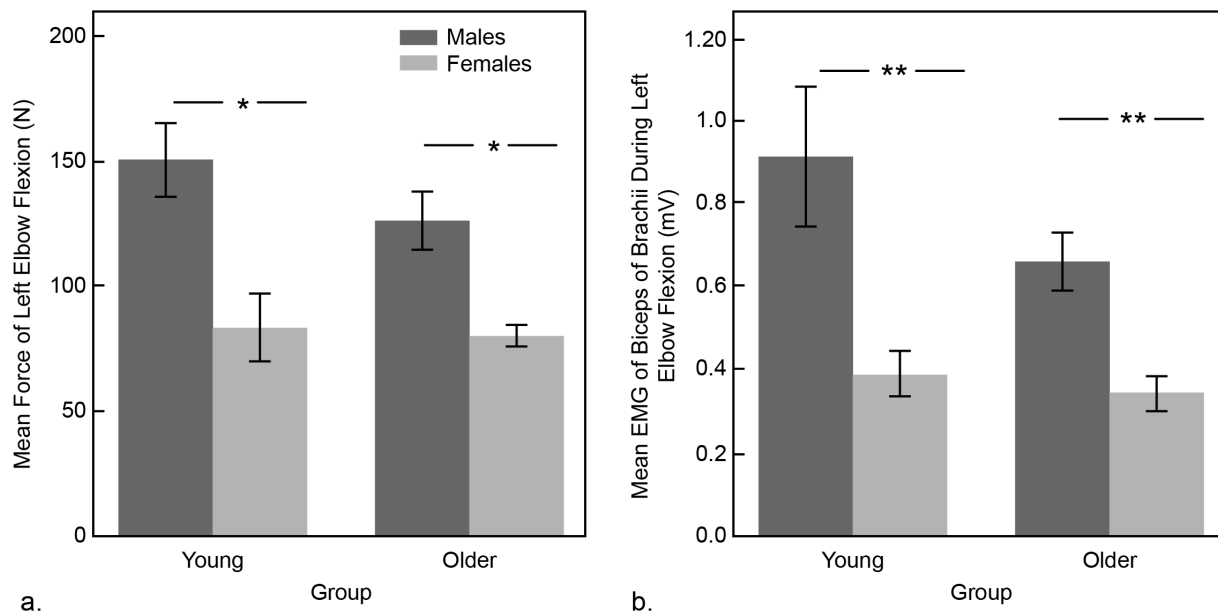 Mean Force of Left Elbow Flexion (N)
200
150
100
50
0
Males
Females
*
*
Young
Older
Group
a.
Mean EMG of Biceps of Brachii During Left
Elbow Flexion (mV)
1.20
1.0
0.8
0.6
0.4
0.2
0.0
**
**
Young
Older
Group
b.